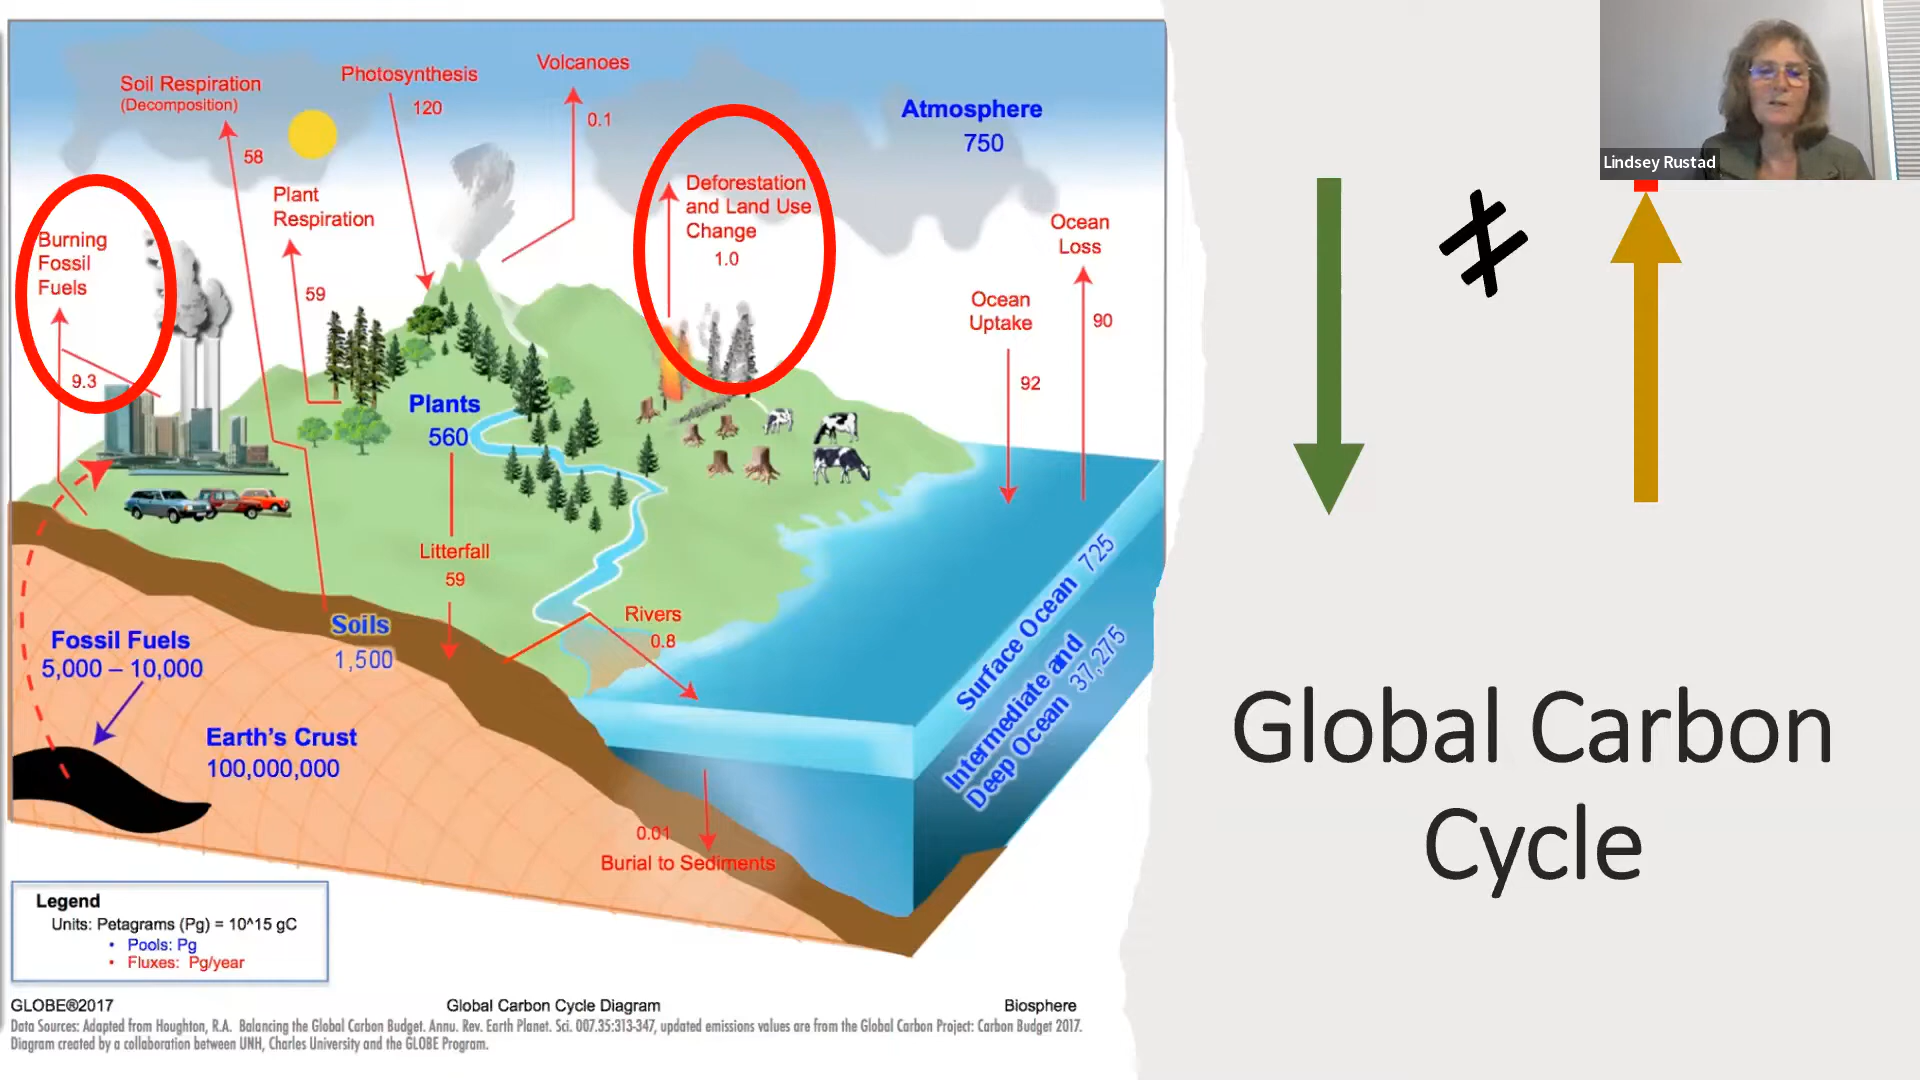 Soil Respiration
(Decomposition)
58
Photosynthesis
120
Volcanoes
0.1
Atmosphere
750
Plant
Respiration
59
Burning
Fossil
Fuels
9.3
Deforestation
and Land Use
Change
1.0
Ocean
Loss
90
Ocean
Uptake
92
Plants
560
Litterfall
59
Rivers
0.8
Soils
1,500
Fossil Fuels
5,000 – 10,000
Earth's Crust
100,000,000
Surface Ocean 725
Intermediate and
Deep Ocean 37,275
0.01
Burial to Sediments
Legend
Units: Petagrams (Pg) = 10^15 gC
• Pools: Pg
• Fluxes: Pg/year
GLOBE®2017
Global Carbon Cycle Diagram
Biosphere
Data Sources: Adapted from Houghton, R.A. Balancing the Global Carbon Budget. Annu. Rev. Earth Planet. Sci. 007.35:313-347, updated emissions values are from the Global Carbon Project: Carbon Budget 2017.
Diagram created by a collaboration between UNH, Charles University and the GLOBE Program.
Lindsey Rustad
≠
Global Carbon
Cycle